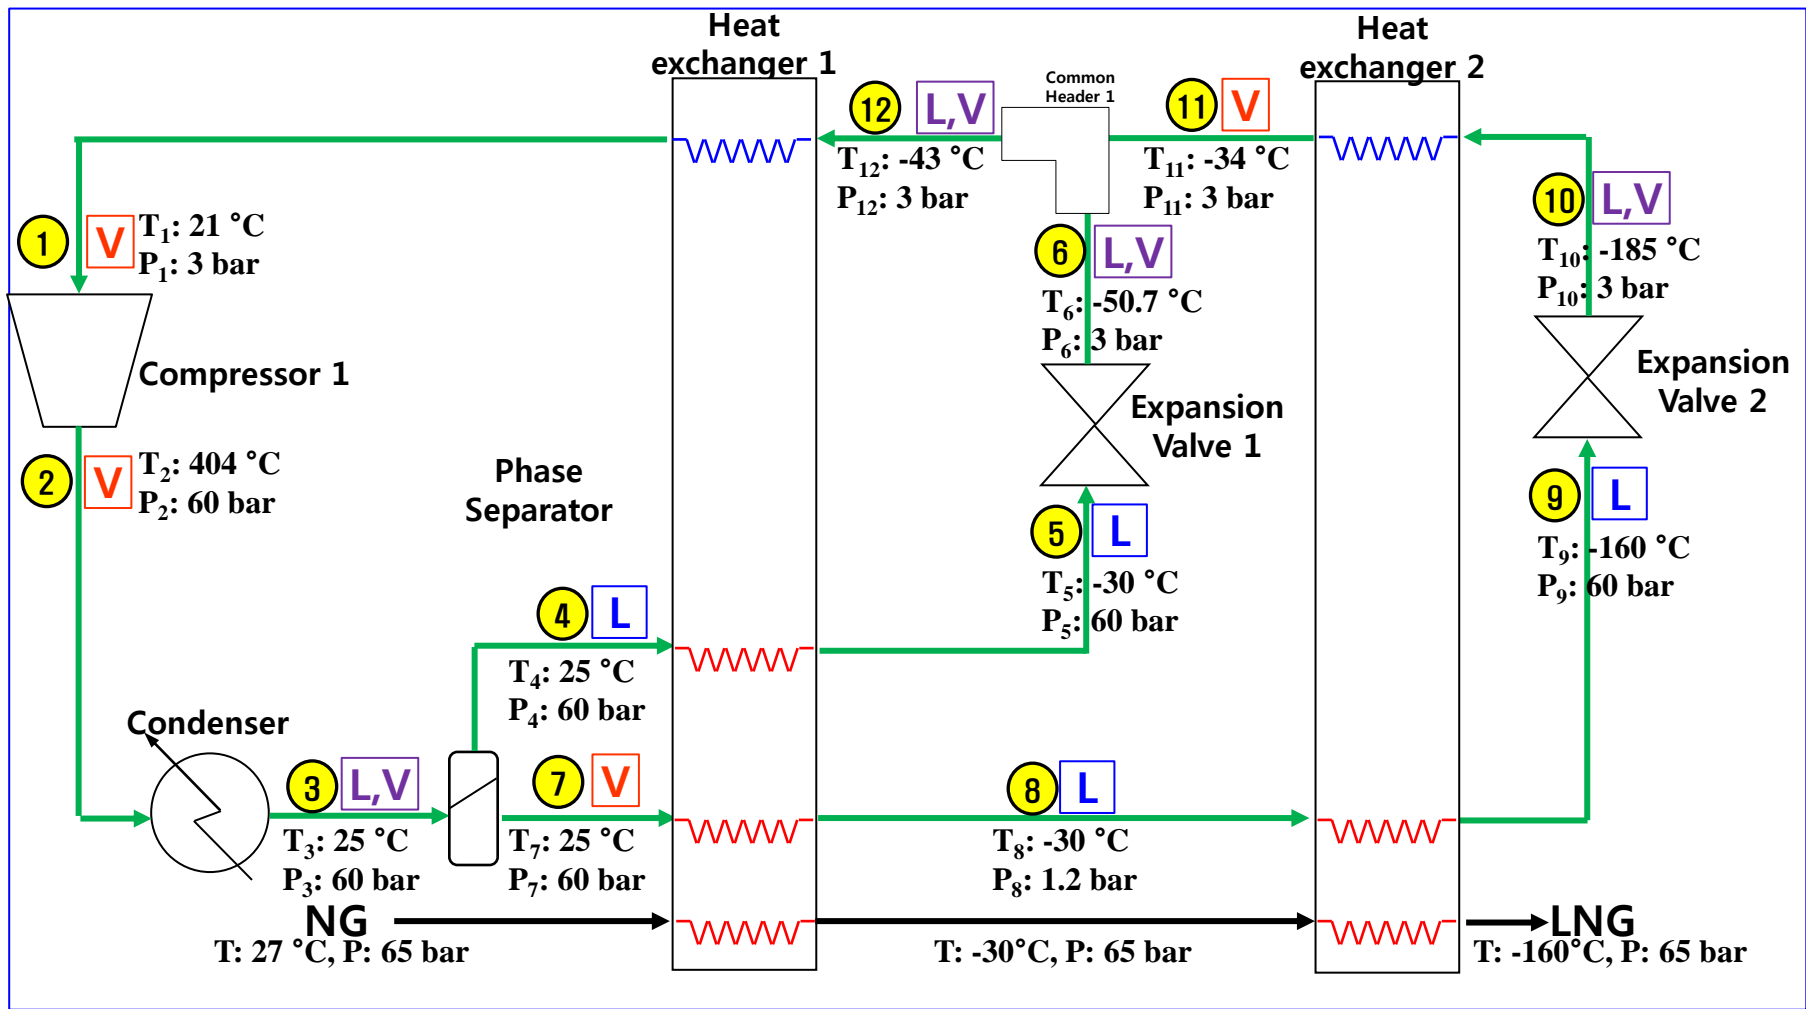 Heat
exchanger 1
Heat
exchanger 2
Common
Header 1
12 L,V
T12: -43 °C
P12: 3 bar
11 V
T11: -34 °C
P11: 3 bar
10 L,V
T10: -185 °C
P10: 3 bar
1 V
T1: 21 °C
P1: 3 bar
6 L,V
T6: -50.7 °C
P6: 3 bar
Compressor 1
Expansion
Valve 1
Expansion
Valve 2
2 V
T2: 404 °C
P2: 60 bar
Phase
Separator
5 L
T5: -30 °C
P5: 60 bar
9 L
T9: -160 °C
P9: 60 bar
4 L
T4: 25 °C
P4: 60 bar
Condenser
3 L,V
T3: 25 °C
P3: 60 bar
7 V
T7: 25 °C
P7: 60 bar
8 L
T8: -30 °C
P8: 1.2 bar
NG
T: 27 °C, P: 65 bar
T: -30°C, P: 65 bar
LNG
T: -160°C, P: 65 bar